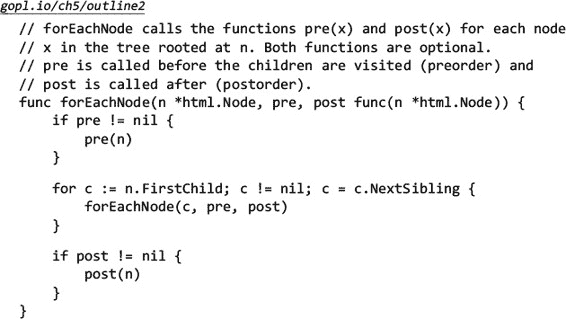 gopl.io/ch5/outline2
// forEachNode calls the functions pre(x) and post(x) for each node
// x in the tree rooted at n. Both functions are optional.
// pre is called before the children are visited (preorder) and
// post is called after (postorder).
func forEachNode(n *html.Node, pre, post func(n *html.Node)) {
    if pre != nil {
        pre(n)
    }
    for c := n.FirstChild; c != nil; c = c.NextSibling {
        forEachNode(c, pre, post)
    }
    if post != nil {
        post(n)
    }
}